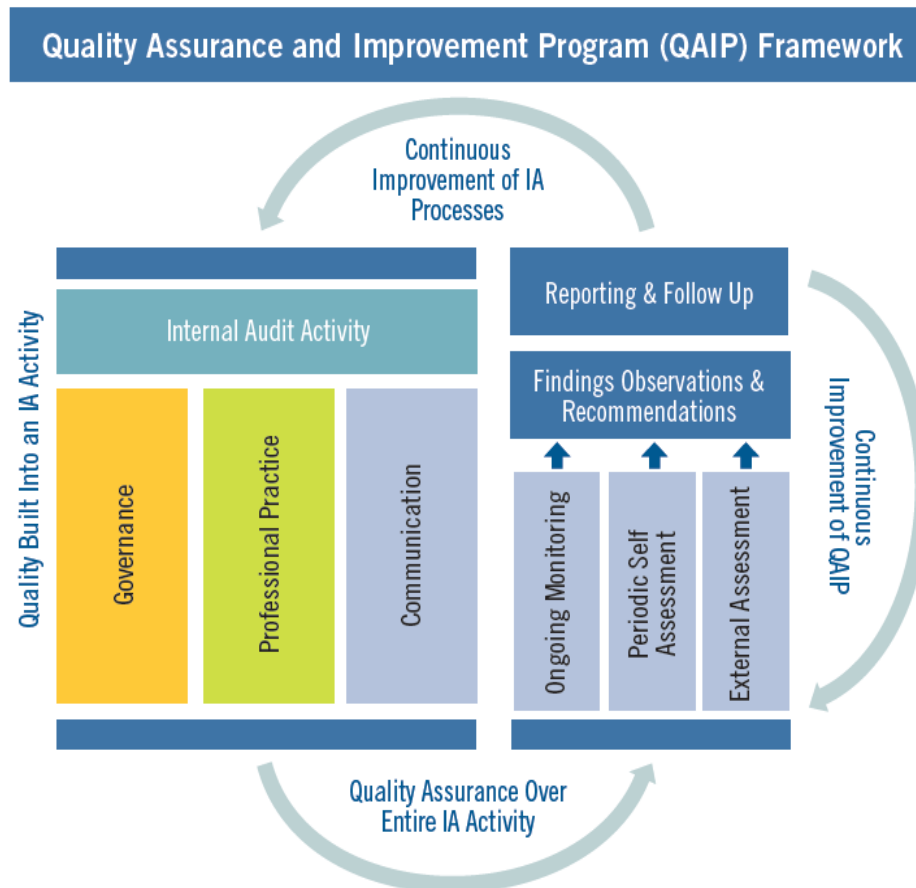 Quality Assurance and Improvement Program (QAIP) Framework
Continuous
Improvement of IA
Processes
Quality Built Into an IA Activity
Internal Audit Activity
Governance
Professional Practice
Communication
Reporting & Follow Up
Findings Observations &
Recommendations
Ongoing Monitoring
Periodic Self
Assessment
External Assessment
Continuous
Improvement of QAIP
Quality Assurance Over
Entire IA Activity